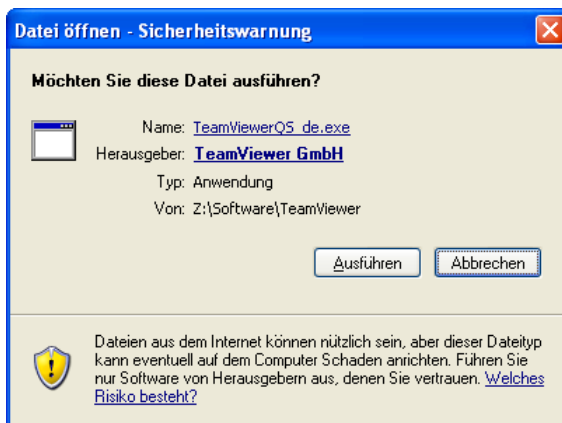 Datei öffnen - Sicherheitswarnung
Möchten Sie diese Datei ausführen?
Name: TeamViewerQS_de.exe
Herausgeber: TeamViewer GmbH
Typ: Anwendung
Von: Z:\Software\TeamViewer
Ausführen Abbrechen
Dateien aus dem Internet können nützlich sein, aber dieser Dateityp
kann eventuell auf dem Computer Schaden anrichten. Führen Sie
nur Software von Herausgebern aus, denen Sie vertrauen. Welches
Risiko besteht?